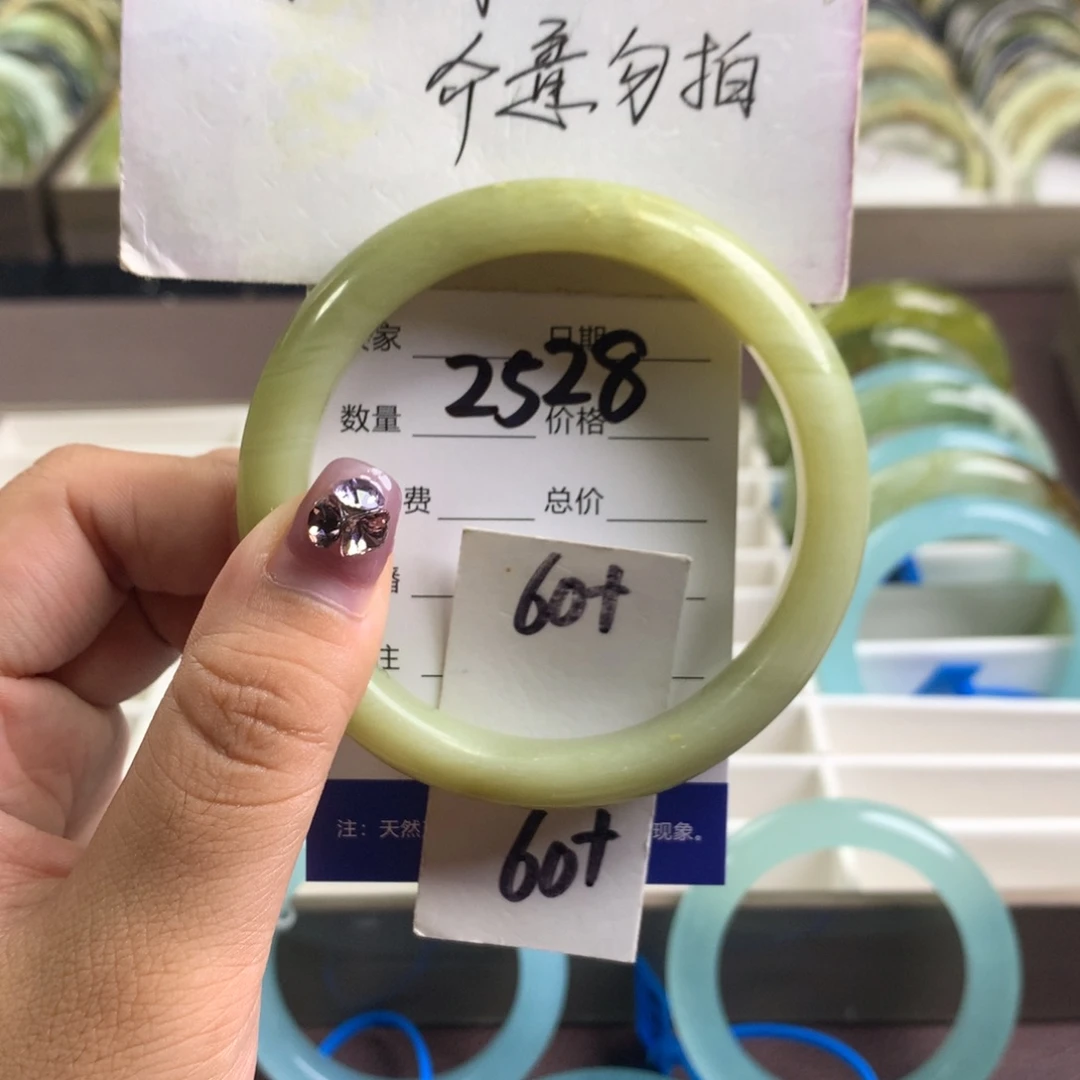 介意勿拍
家 日期
2528
数量 价格
费 总价
60+
注
注：天然 现象。
60+